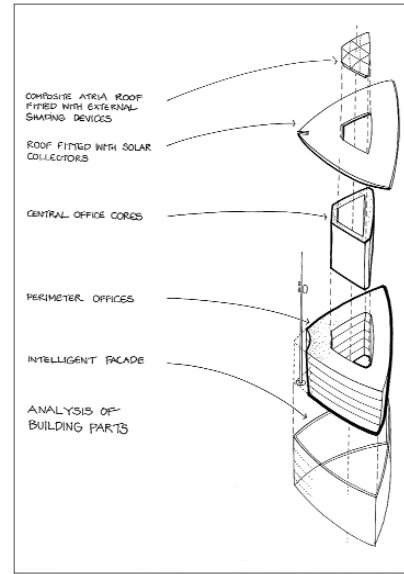 COMPOSITE ATRIA ROOF
FITTED WITH EXTERNAL
SHADING DEVICES
ROOF FITTED WITH SOLAR
COLLECTORS
CENTRAL OFFICE CORES
PERIMETER OFFICES
INTELLIGENT FACADE
ANALYSIS OF
BUILDING PARTS